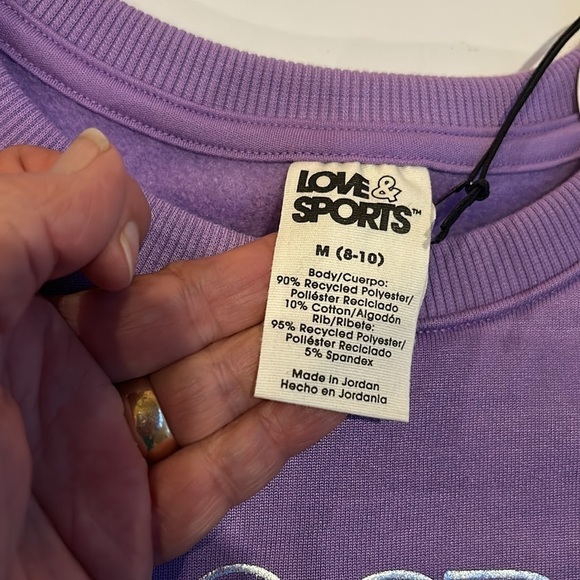 LOVE &
SPORTS™
M (8-10)
Body/Cuerpo:
90% Recycled Polyester/
Poliéster Reciclado
10% Cotton/Algodón
Rib/Ribete:
95% Recycled Polyester/
Poliéster Reciclado
5% Spandex
Made in Jordan
Hecho en Jordania